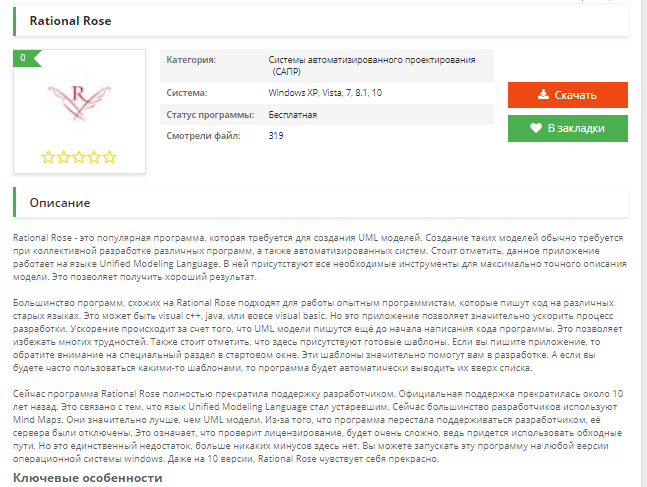 Rational Rose
0
R
Категория: Системы автоматизированного проектирования
(САПР)
Система: Windows XP, Vista, 7, 8.1, 10
Статус программы: Бесплатная
Смотрели файл: 319
Скачать
В закладки
Описание
Rational Rose - это популярная программа, которая требуется для создания UML моделей. Создание таких моделей обычно требуется
при коллективной разработке различных программ, а также автоматизированных систем. Стоит отметить, данное приложение
работает на языке Unified Modeling Language. В ней присутствуют все необходимые инструменты для максимально точного описания
модели. Это позволяет получить хороший результат.
Большинство программ, схожих на Rational Rose подходят для работы опытным программистам, которые пишут код на различных
старых языках. Это может быть visual c++, java, или вовсе visual basic. Но это приложение позволяет значительно ускорить процесс
разработки. Ускорение происходит за счет того, что UML модели пишутся ещё до начала написания кода программы. Это позволяет
избежать многих трудностей. Также стоит отметить, что здесь присутствуют готовые шаблоны. Если вы пишите приложение, то
обратите внимание на специальный раздел в стартовом окне. Эти шаблоны значительно помогут вам в разработке. А если вы
будете часто пользоваться какими-то шаблонами, то программа будет автоматически выводить их вверх списка.
Сейчас программа Rational Rose полностью прекратила поддержку разработчиком. Официальная поддержка прекратилась около 10
лет назад. Это связано с тем, что язык Unified Modeling Language стал устаревшим. Сейчас большинство разработчиков используют
Mind Maps. Они значительно лучше, чем UML модели. Из-за того, что программа перестала поддерживаться разработчиком, её
сервера были отключены. Это означает, что проверит лицензирование, будет очень сложно, ведь придется использовать обходные
пути. Но это единственный недостаток, больше никаких минусов здесь нет. Вы можете запускать эту программу на любой версии
операционной системы windows. Даже на 10 версии, Rational Rose чувствует себя прекрасно.
Ключевые особенности